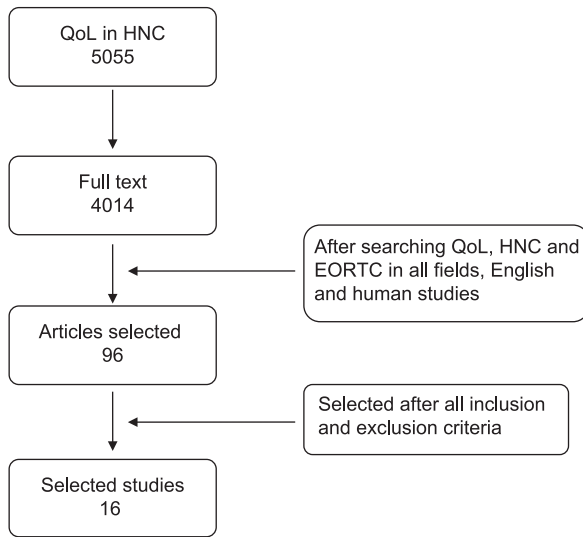 QoL in HNC
5055
Full text
4014
After searching QoL, HNC and
EORTC in all fields, English
and human studies
Articles selected
96
Selected after all inclusion
and exclusion criteria
Selected studies
16